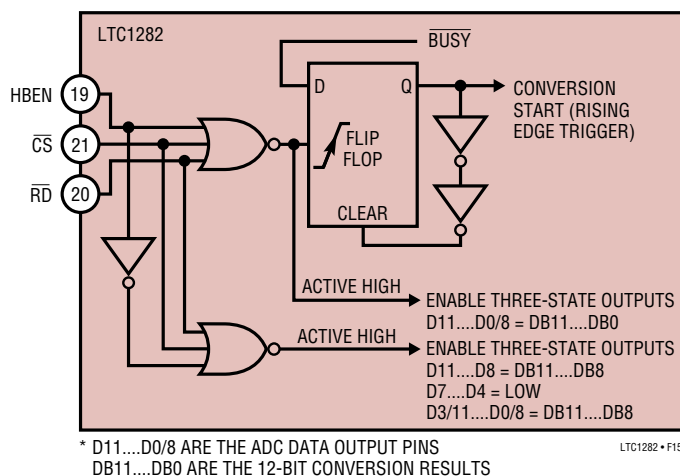 LTC1282
BUSY
HBEN 19
CS 21
RD 20
D Q
FLIP
FLOP
CLEAR
CONVERSION
START (RISING
EDGE TRIGGER)
ACTIVE HIGH
ENABLE THREE-STATE OUTPUTS
D11....D0/8 = DB11....DB0
ACTIVE HIGH
ENABLE THREE-STATE OUTPUTS
D11....D8 = DB11....DB8
D7....D4 = LOW
D3/11....D0/8 = DB11....DB8
* D11....D0/8 ARE THE ADC DATA OUTPUT PINS
DB11....DB0 ARE THE 12-BIT CONVERSION RESULTS
LTC1282 • F15